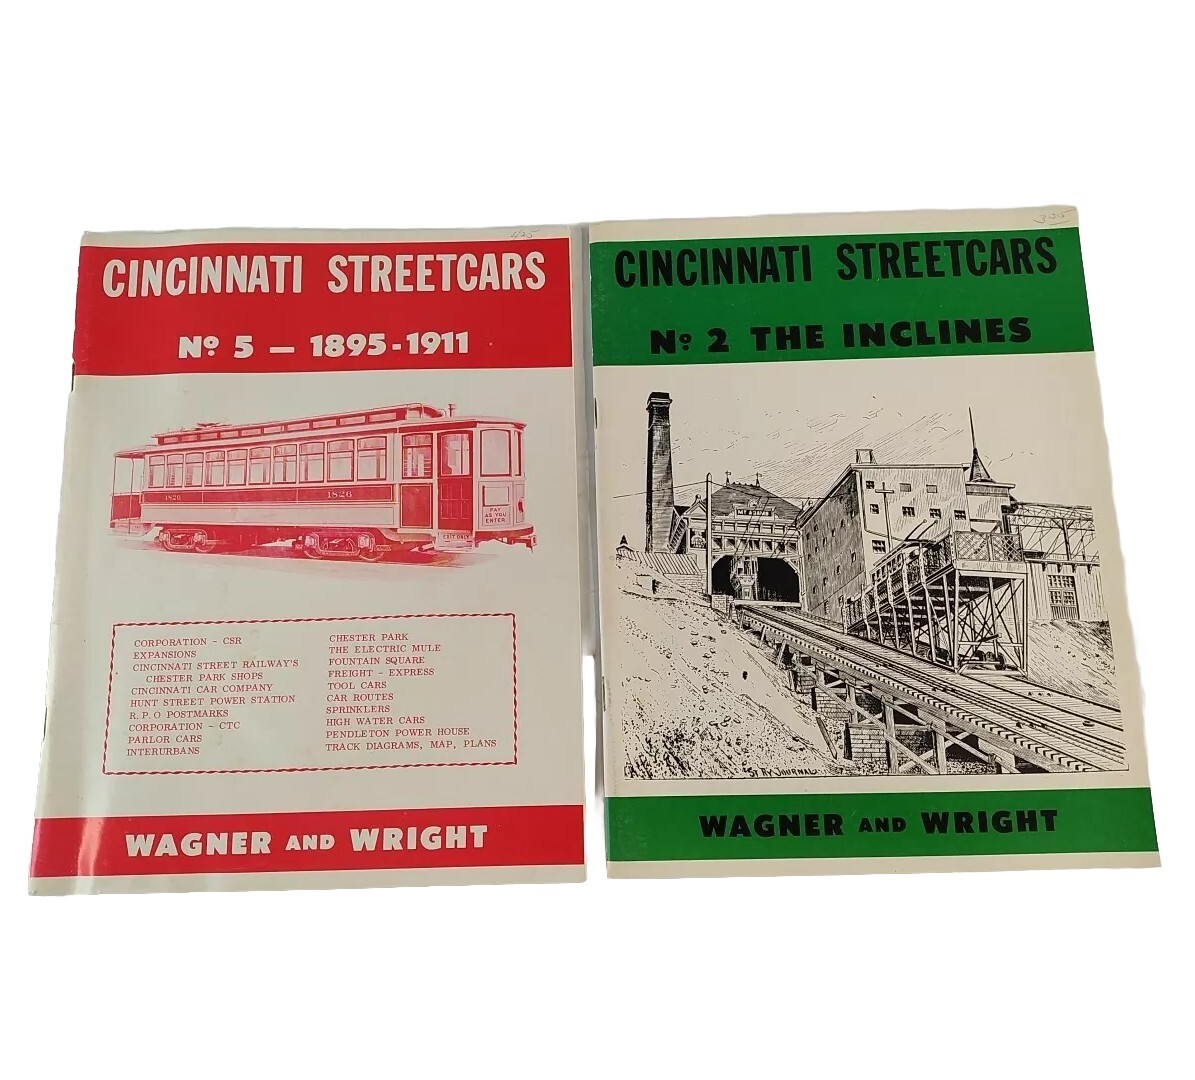 425
CINCINNATI STREETCARS
Nº 5 — 1895-1911
1826
1826
PAY
AS YOU
ENTER
EXIT ONLY
CORPORATION - CSR
EXPANSIONS
CINCINNATI STREET RAILWAY'S
CHESTER PARK SHOPS
CINCINNATI CAR COMPANY
HUNT STREET POWER STATION
R.P.O POSTMARKS
CORPORATION - CTC
PARLOR CARS
INTERURBANS
CHESTER PARK
THE ELECTRIC MULE
FOUNTAIN SQUARE
FREIGHT - EXPRESS
TOOL CARS
CAR ROUTES
SPRINKLERS
HIGH WATER CARS
PENDLETON POWER HOUSE
TRACK DIAGRAMS, MAP, PLANS
WAGNER AND WRIGHT
CINCINNATI STREETCARS
Nº 2 THE INCLINES
ST RY JOURNAL
WAGNER AND WRIGHT